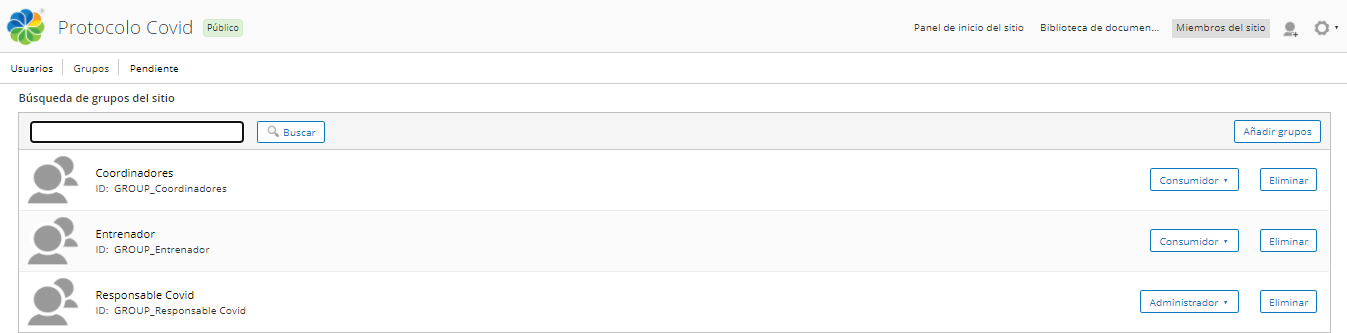 Protocolo Covid Público Panel de inicio del sitio Biblioteca de documen... Miembros del sitio
Usuarios Grupos Pendiente
Búsqueda de grupos del sitio
Buscar Añadir grupos
Coordinadores
ID: GROUP_Coordinadores Consumidor Eliminar
Entrenador
ID: GROUP_Entrenador Consumidor Eliminar
Responsable Covid
ID: GROUP_Responsable Covid Administrador Eliminar